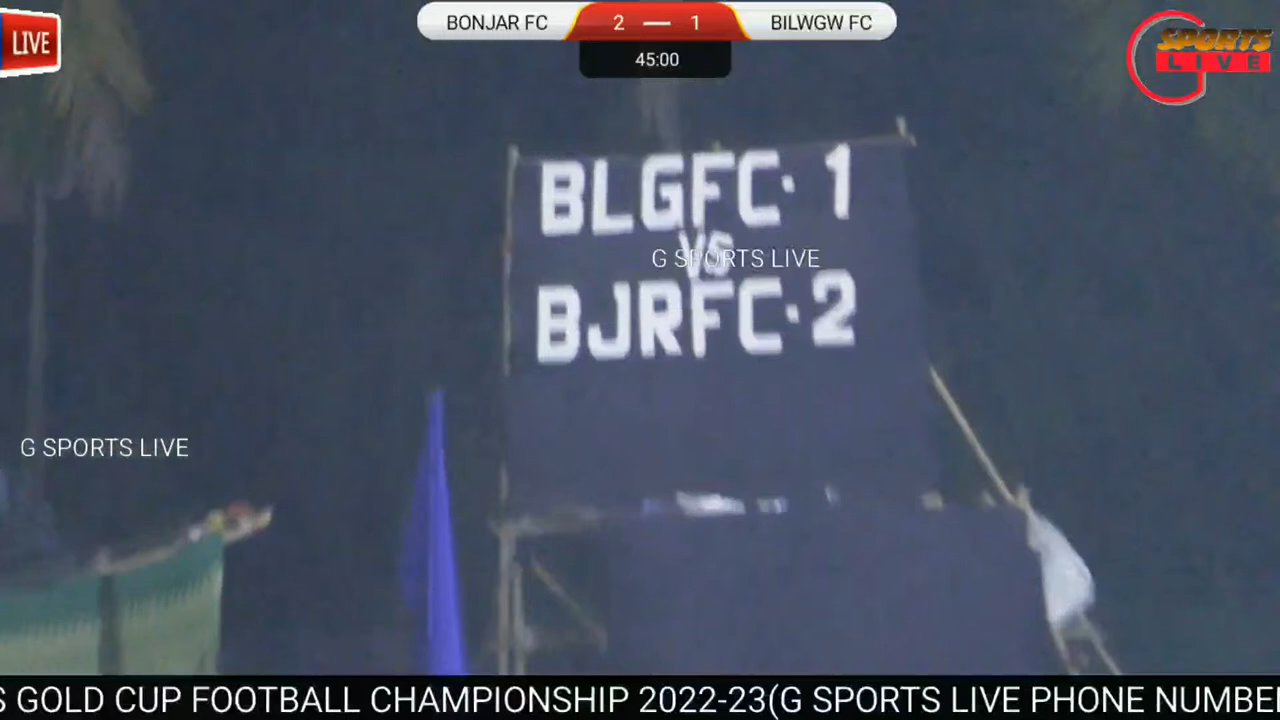 BONJAR FC 2 — 1 BILWGW FC
45:00
LIVE
SPORTS
LIVE
BLGFC· 1
VS
BJRFC·2
G SPORTS LIVE
G SPORTS LIVE
S GOLD CUP FOOTBALL CHAMPIONSHIP 2022-23(G SPORTS LIVE PHONE NUMBE